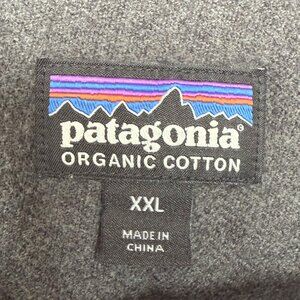 patagonia®
ORGANIC COTTON
XXL
MADE IN
CHINA